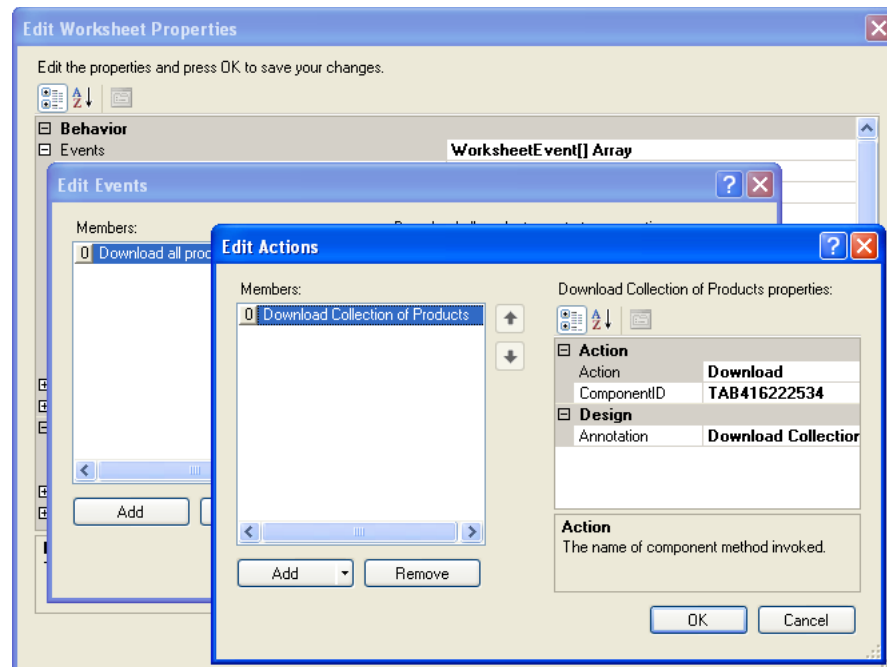 Edit Worksheet Properties
Edit the properties and press OK to save your changes.
Behavior
Events WorksheetEvent[] Array
Edit Events
Members:
0 Download all proc
Add
Edit Actions
Members:
0 Download Collection of Products
Add Remove
Download Collection of Products properties:
Action
Action Download
ComponentID TAB416222534
Design
Annotation Download Collection
Action
The name of component method invoked.
OK Cancel